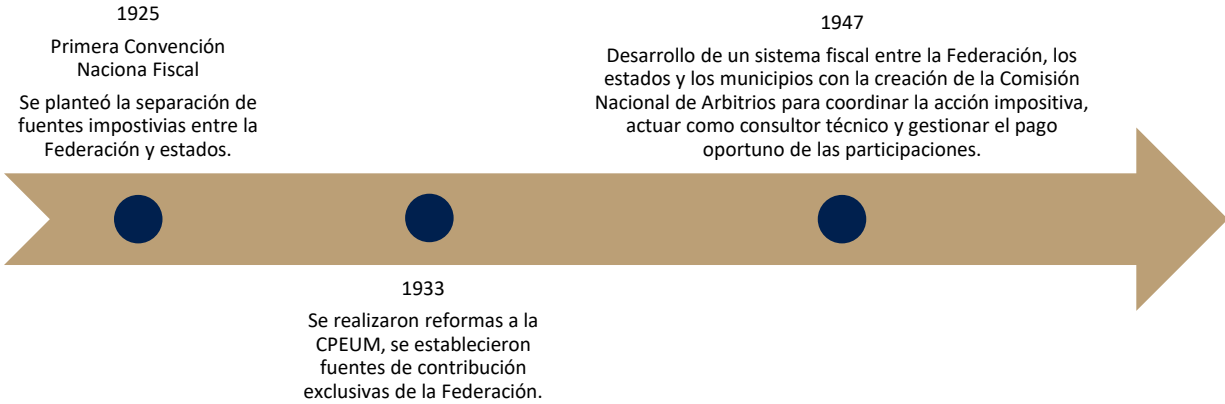 1925
Primera Convención
Naciona Fiscal
Se planteó la separación de
fuentes impostivias entre la
Federación y estados.
1933
Se realizaron reformas a la
CPEUM, se establecieron
fuentes de contribución
exclusivas de la Federación.
1947
Desarrollo de un sistema fiscal entre la Federación, los
estados y los municipios con la creación de la Comisión
Nacional de Arbitrios para coordinar la acción impositiva,
actuar como consultor técnico y gestionar el pago
oportuno de las participaciones.